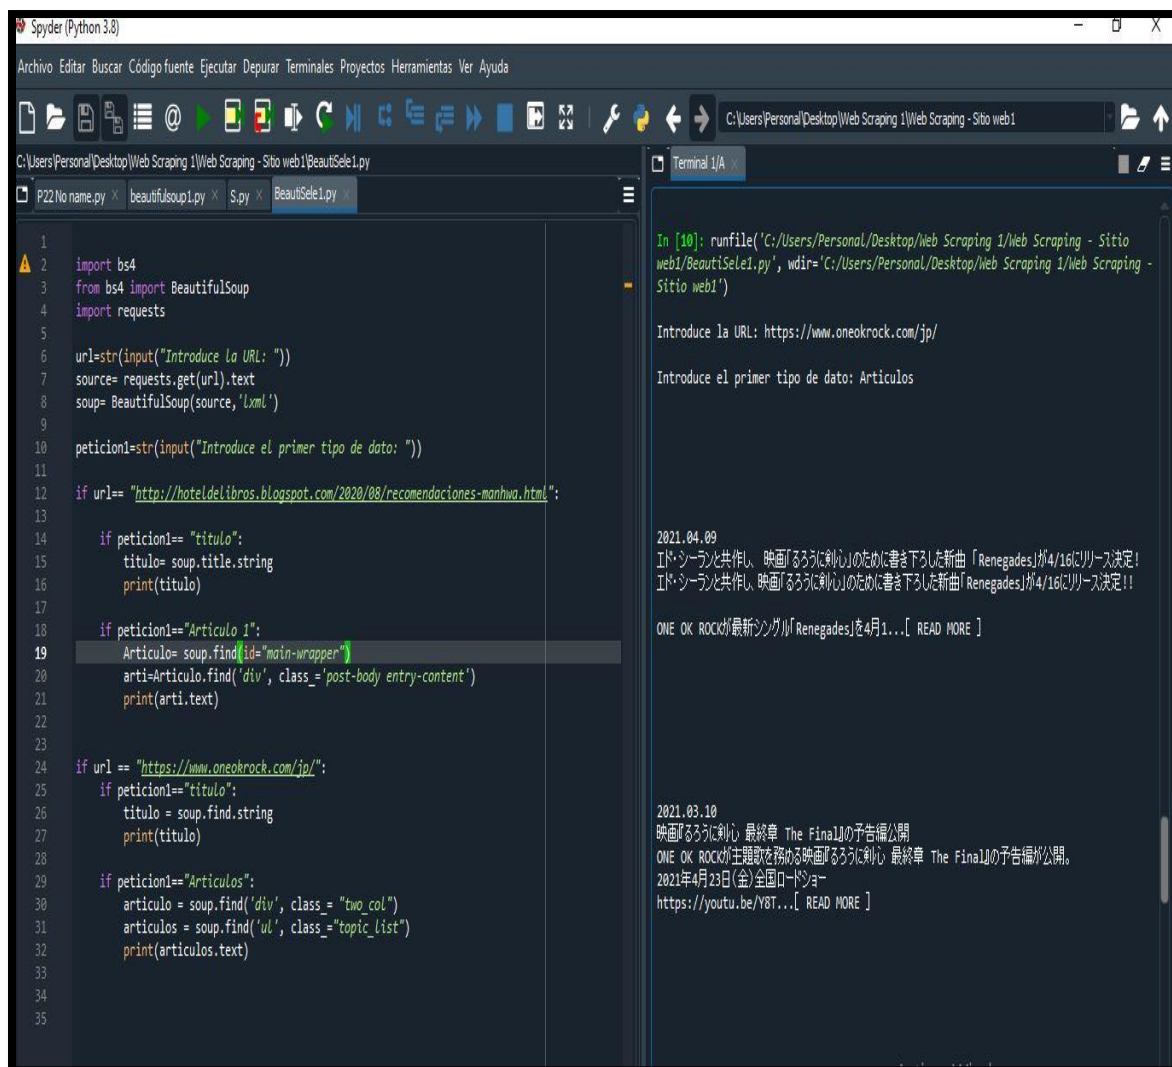 Spyder (Python 3.8)
Archivo Editar Buscar Código fuente Ejecutar Depurar Terminales Proyectos Herramientas Ver Ayuda
C:\Users\Personal\Desktop\Web Scraping 1\Web Scraping - Sitio web1
C:\Users\Personal\Desktop\Web Scraping 1\Web Scraping - Sitio web1\BeautiSele1.py
P22 No name.py
beautifulsoup1.py
S.py
BeautiSele1.py
1
2 import bs4
3 from bs4 import BeautifulSoup
4 import requests
5
6 url=str(input("Introduce la URL: "))
7 source= requests.get(url).text
8 soup= BeautifulSoup(source,'lxml')
9
10 peticion1=str(input("Introduce el primer tipo de dato: "))
11
12 if url== "http://hoteldelibros.blogspot.com/2020/08/recomendaciones-manhwa.html":
13
14 if peticion1== "titulo":
15 titulo= soup.title.string
16 print(titulo)
17
18 if peticion1=="Articulo 1":
19 Articulo= soup.find(id="main-wrapper")
20 arti=Articulo.find('div', class_='post-body entry-content')
21 print(arti.text)
22
23
24 if url == "https://www.oneokrock.com/jp/":
25 if peticion1=="titulo":
26 titulo = soup.find.string
27 print(titulo)
28
29 if peticion1=="Articulos":
30 articulo = soup.find('div', class_= "two_col")
31 articulos = soup.find('ul', class_="topic_list")
32 print(articulos.text)
33
34
35
Terminal 1/A
In [10]: runfile('C:/Users/Personal/Desktop/Web Scraping 1/Web Scraping - Sitio
web1/BeautiSele1.py', wdir='C:/Users/Personal/Desktop/Web Scraping 1/Web Scraping -
Sitio web1')
Introduce la URL: https://www.oneokrock.com/jp/
Introduce el primer tipo de dato: Articulos
2021.04.09
エド・シーランと共作し、 映画「るろうに剣心」のために書き下ろした新曲 「Renegades」が4/16にリリース決定!
エド・シーランと共作し、映画「るろうに剣心」のために書き下ろした新曲「Renegades」が4/16にリリース決定!!
ONE OK ROCKが最新シングル「Renegades」を4月1...[ READ MORE ]
2021.03.10
映画『るろうに剣心 最終章 The Final』の予告編公開
ONE OK ROCKが主題歌を務める映画『るろうに剣心 最終章 The Final』の予告編が公開。
2021年4月23日(金)全国ロードショー
https://youtu.be/Y8T...[ READ MORE ]